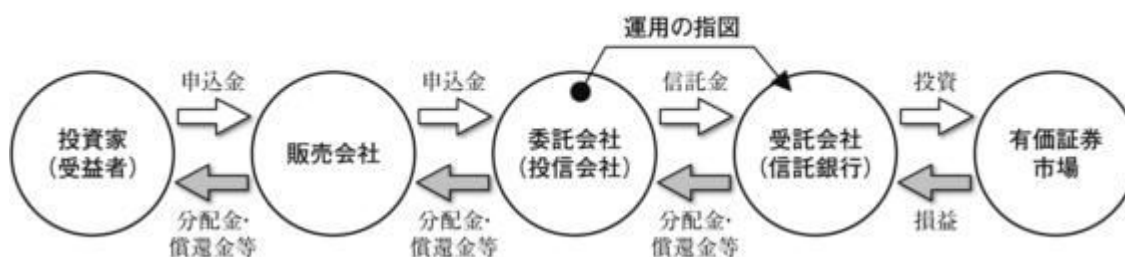 運用の指図
申込金
申込金
信託金
投資
投資家
(受益者)
販売会社
委託会社
(投信会社)
受託会社
(信託銀行)
有価証券
市場
分配金・
償還金等
分配金・
償還金等
分配金・
償還金等
損益